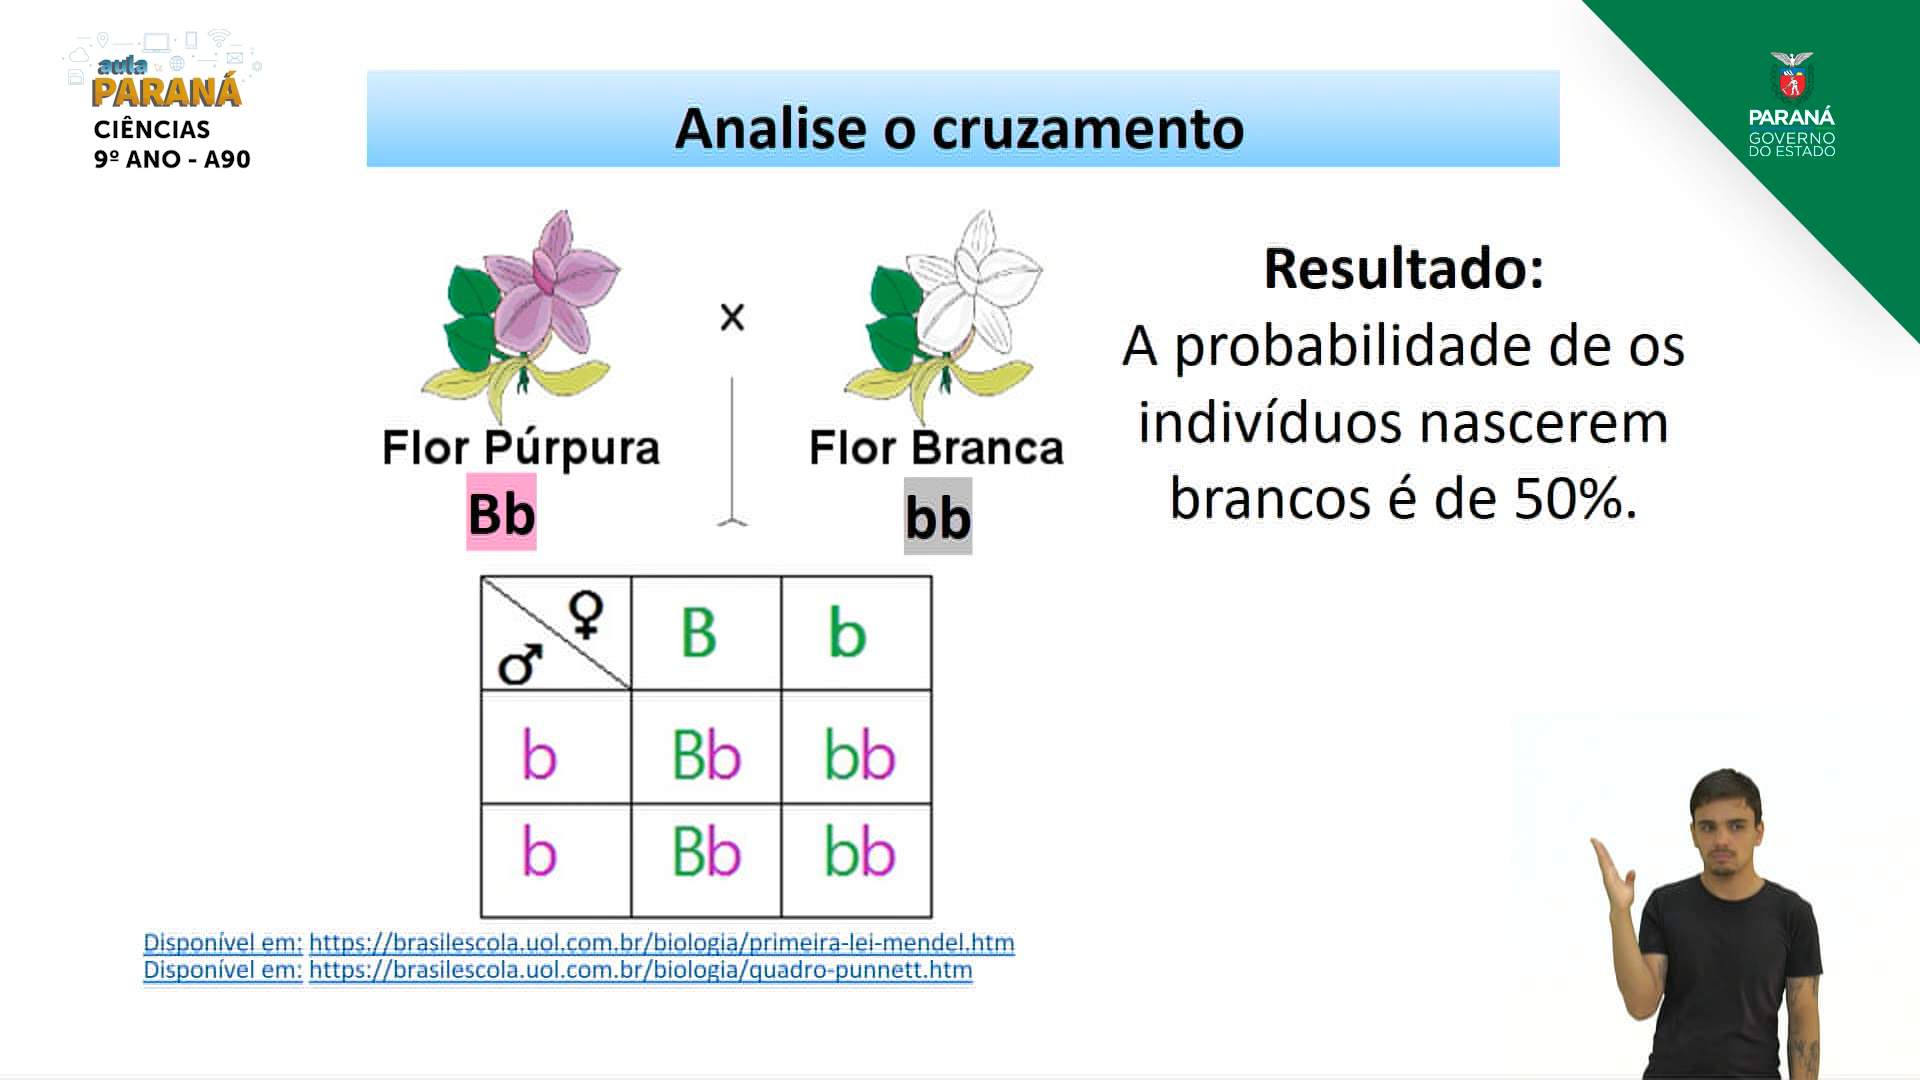 aula
PARANÁ
CIÊNCIAS
9º ANO - A90
Analise o cruzamento
PARANÁ
GOVERNO
DO ESTADO
x
Flor Púrpura
Bb
Flor Branca
bb
Resultado:
A probabilidade de os
indivíduos nascerem
brancos é de 50%.
♀ B b
♂
b Bb bb
b Bb bb
Disponível em: https://brasilescola.uol.com.br/biologia/primeira-lei-mendel.htm
Disponível em: https://brasilescola.uol.com.br/biologia/quadro-punnett.htm